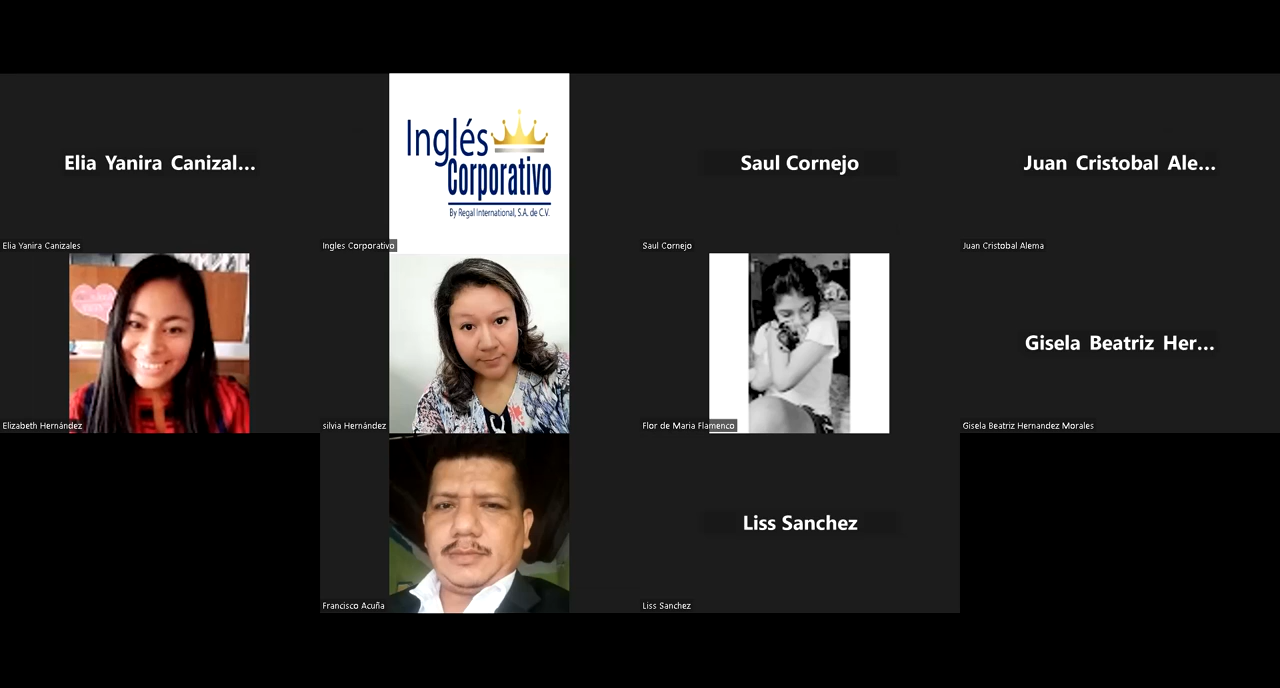 Elia Yanira Canizal...
Elia Yanira Canizales
Inglés
Corporativo
By Regal International, S.A. de C.V.
Ingles Corporativo
Saul Cornejo
Saul Cornejo
Juan Cristobal Ale...
Juan Cristobal Alema
Elizabeth Hernández
silvia Hernández
Flor de Maria Flamenco
Gisela Beatriz Her...
Gisela Beatriz Hernandez Morales
Francisco Acuña
Liss Sanchez
Liss Sanchez